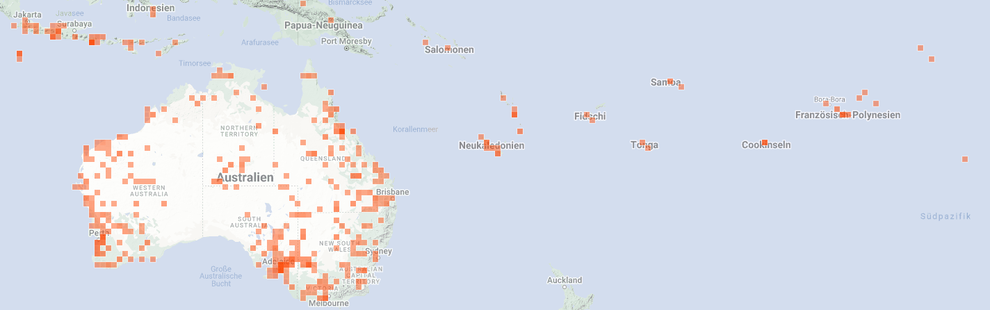 Bismarcksee
Indonesien
Jakarta
Javasee
Surabaya
Bandasee
Papua-Neuguinea
Arafurasee
Port Moresby
Salomonen
Timorsee
Samoa
Bora-Bora
Fidschi
Französisch-Polynesien
Korallenmeer
NORTHERN
TERRITORY
Neukaledonien
Tonga
Cookinseln
QUEENSLAND
Australien
WESTERN
AUSTRALIA
Brisbane
Südpazifik
SOUTH
AUSTRALIA
Perth
NEW SOUTH
WALES
Sydney
Große
Australische
Bucht
AUSTRALIAN
CAPITAL
TERRITORY
Auckland
Melbourne